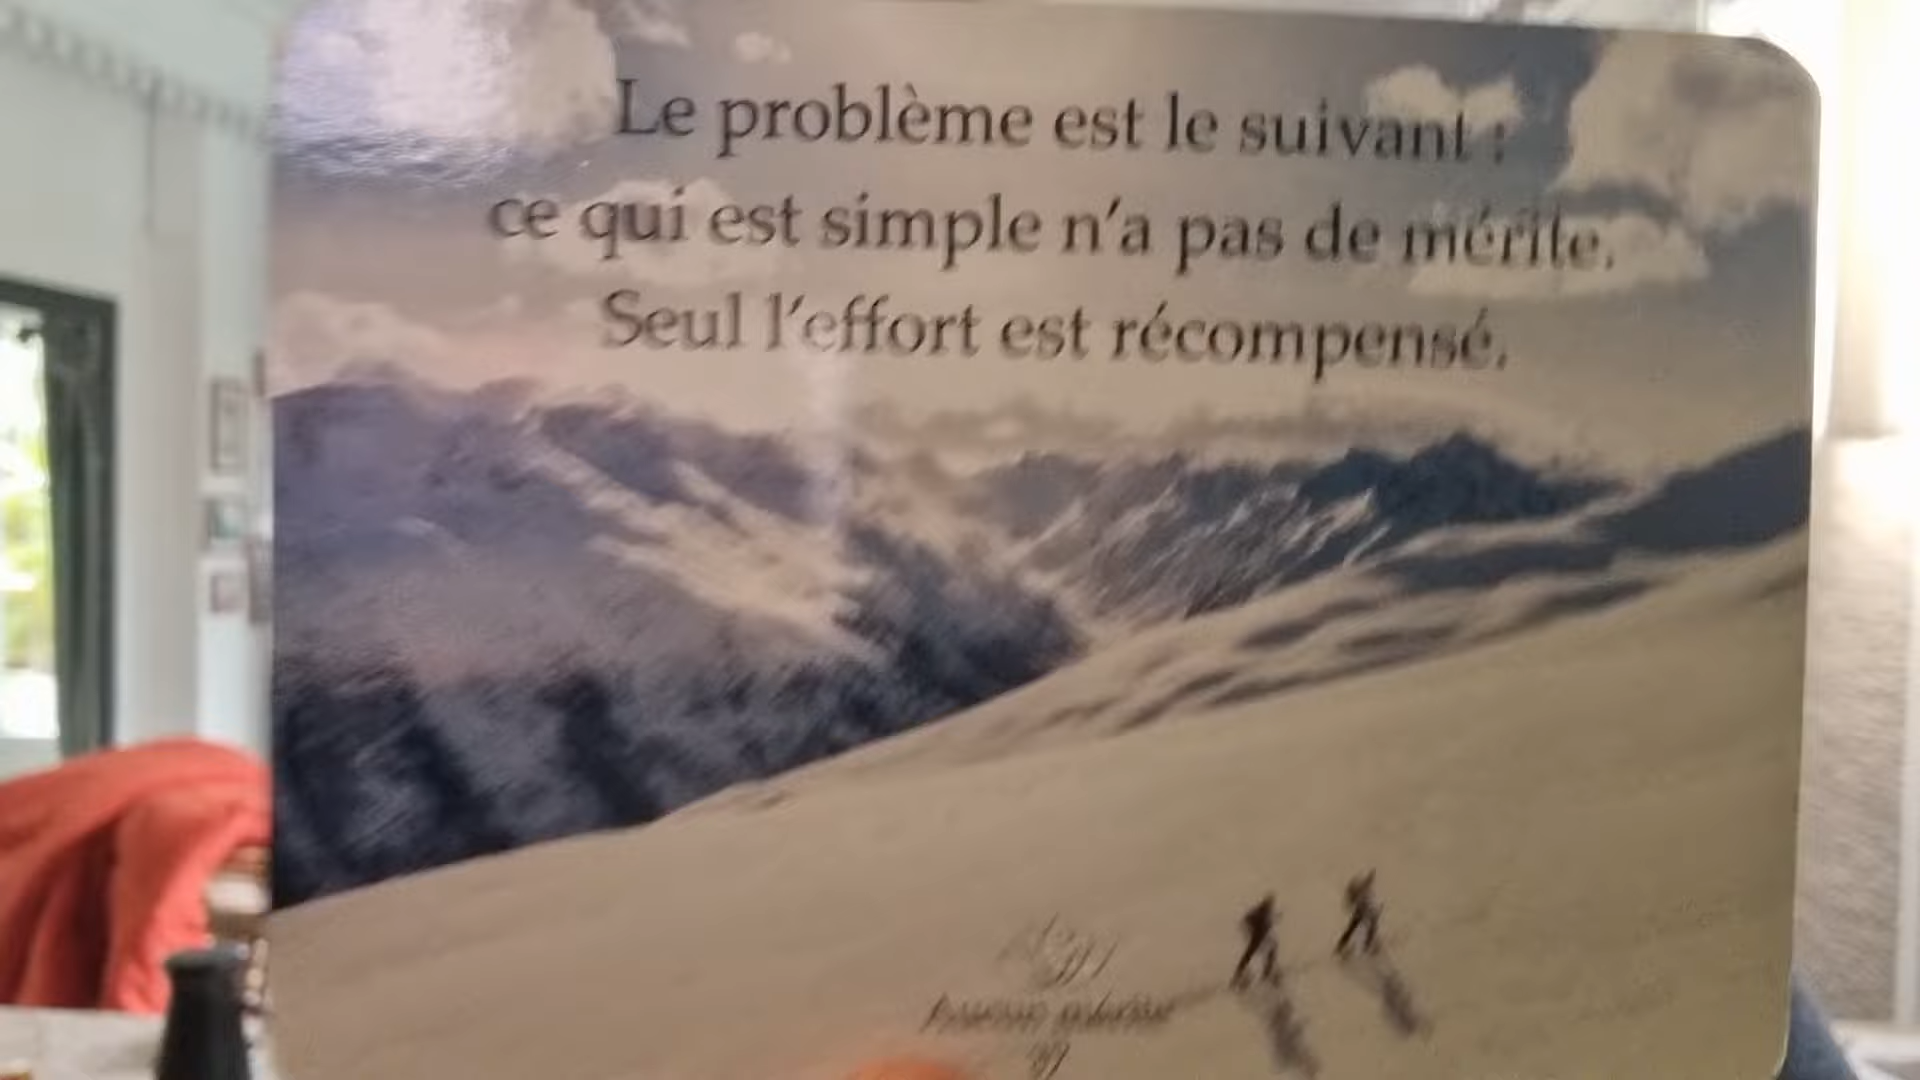 Le problème est le suivant :
ce qui est simple n'a pas de mérite.
Seul l'effort est récompensé.